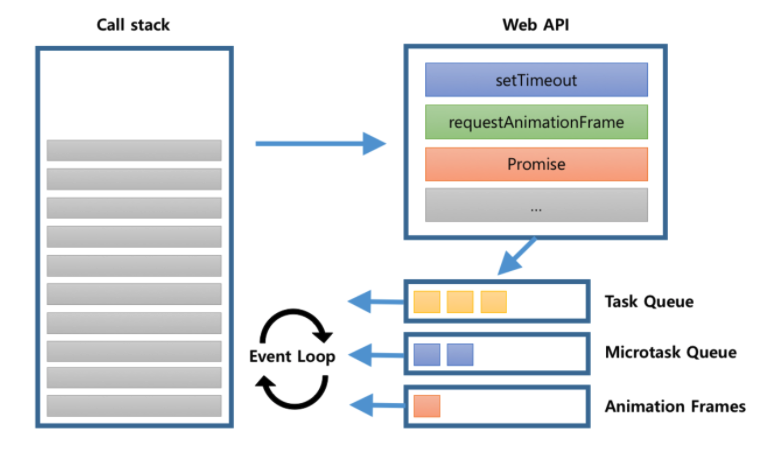 Call stack
Web API
setTimeout
requestAnimationFrame
Promise
...
Task Queue
Event Loop
Microtask Queue
Animation Frames